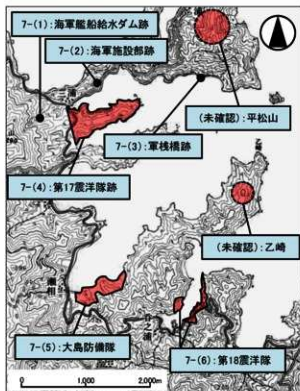 7-(1)：海軍艦船給水ダム跡
7-(2)：海軍施設部跡
(未確認)：平松山
7-(3)：軍桟橋跡
7-(4)：第17震洋隊跡
(未確認)：乙崎
7-(5)：大島防備隊
7-(6)：第18震洋隊
0 1,000 2,000m